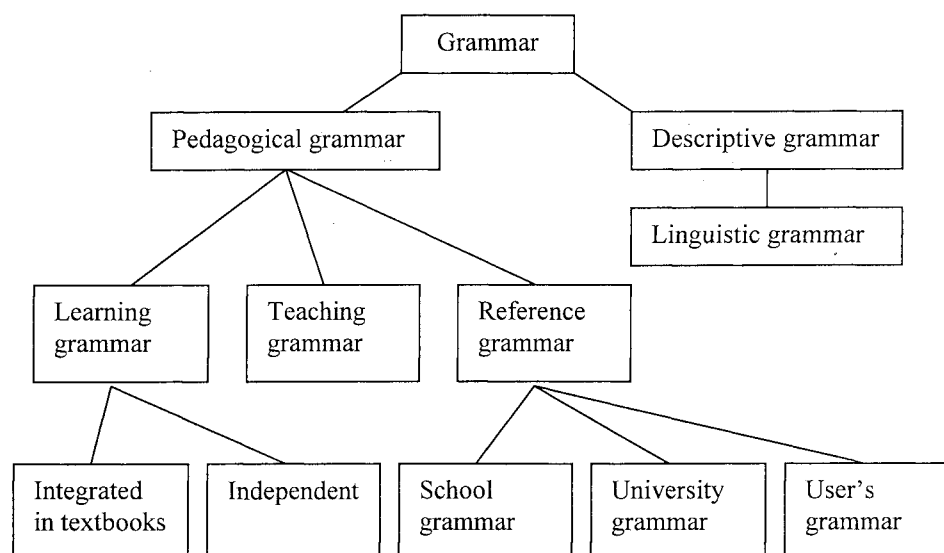 Grammar
Pedagogical grammar
Descriptive grammar
Linguistic grammar
Learning
grammar
Teaching
grammar
Reference
grammar
Integrated
in textbooks
Independent
School
grammar
University
grammar
User's
grammar